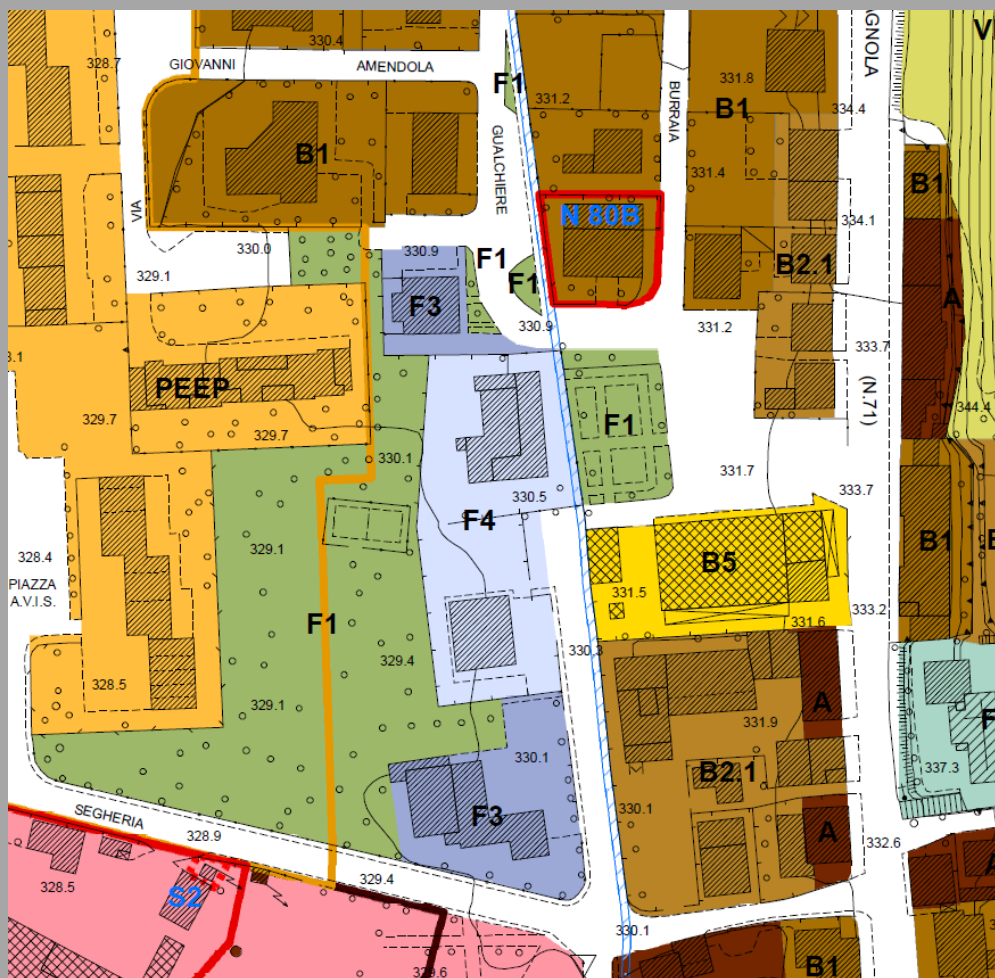 330.4
328.7
GIOVANNI
AMENDOLA
F1
331.2
BURRAIA
331.8
B1
334.4
AGNOLA
B1
GUALCHIERE
331.4
B1
VIA
N 80B
334.1
330.0
330.9
F1
B2.1
329.1
F3
F1
A
330.9
331.2
333.7
PEEP
344.4
329.7
329.7
F1
(N.71)
330.1
331.7
333.7
330.5
F4
329.1
B1
328.4
B5
PIAZZA
A.V.I.S.
331.5
333.2
F1
331.6
330.3
329.4
328.5
329.1
A
331.9
330.1
B2.1
337.3
SEGHERIA
F3
330.1
328.9
A
332.6
328.5
329.4
S2
330.1
B1